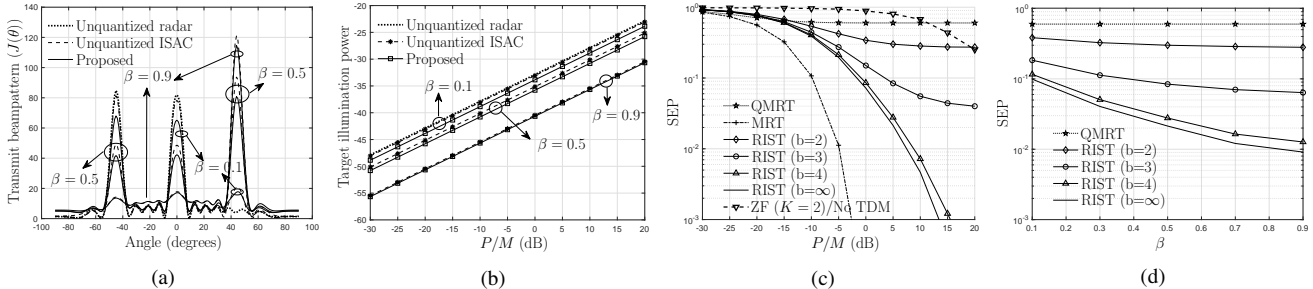 Transmit beampattern (J(θ))
140
120
100
80
60
40
20
0
Unquantized radar
Unquantized ISAC
Proposed
β = 0.9
β = 0.5
β = 0.5
β = 0.1
-100 -80 -60 -40 -20 0 20 40 60 80 100
Angle (degrees)
(a)
Target illumination power
-20
-25
-30
-35
-40
-45
-50
-55
-60
Unquantized radar
Unquantized ISAC
Proposed
β = 0.1
β = 0.9
β = 0.5
-30 -25 -20 -15 -10 -5 0 5 10 15 20
P/M (dB)
(b)
SEP
10^0
10^-1
10^-2
10^-3
QMRT
MRT
RIST (b=2)
RIST (b=3)
RIST (b=4)
RIST (b=∞)
ZF (K = 2)/No TDM
-30 -25 -20 -15 -10 -5 0 5 10 15 20
P/M (dB)
(c)
SEP
10^0
10^-1
10^-2
10^-3
QMRT
RIST (b=2)
RIST (b=3)
RIST (b=4)
RIST (b=∞)
0.1 0.2 0.3 0.4 0.5 0.6 0.7 0.8 0.9
β
(d)